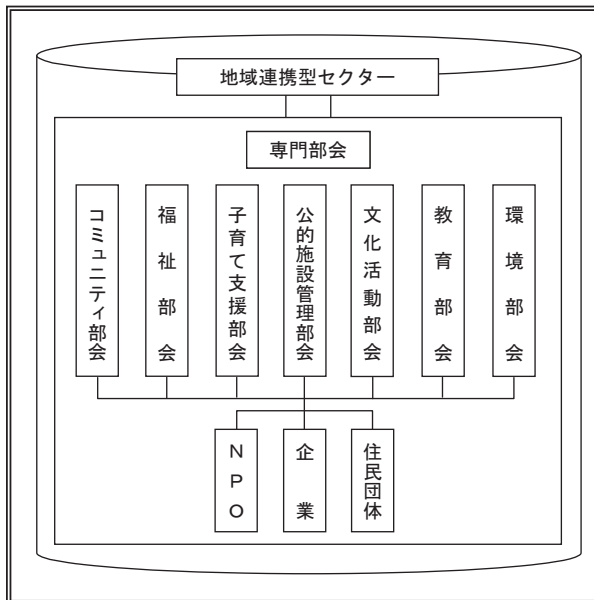 地域連携型セクター
専門部会
コミュニティ部会
福祉部会
子育て支援部会
公的施設管理部会
文化活動部会
教育部会
環境部会
NPO
企業
住民団体